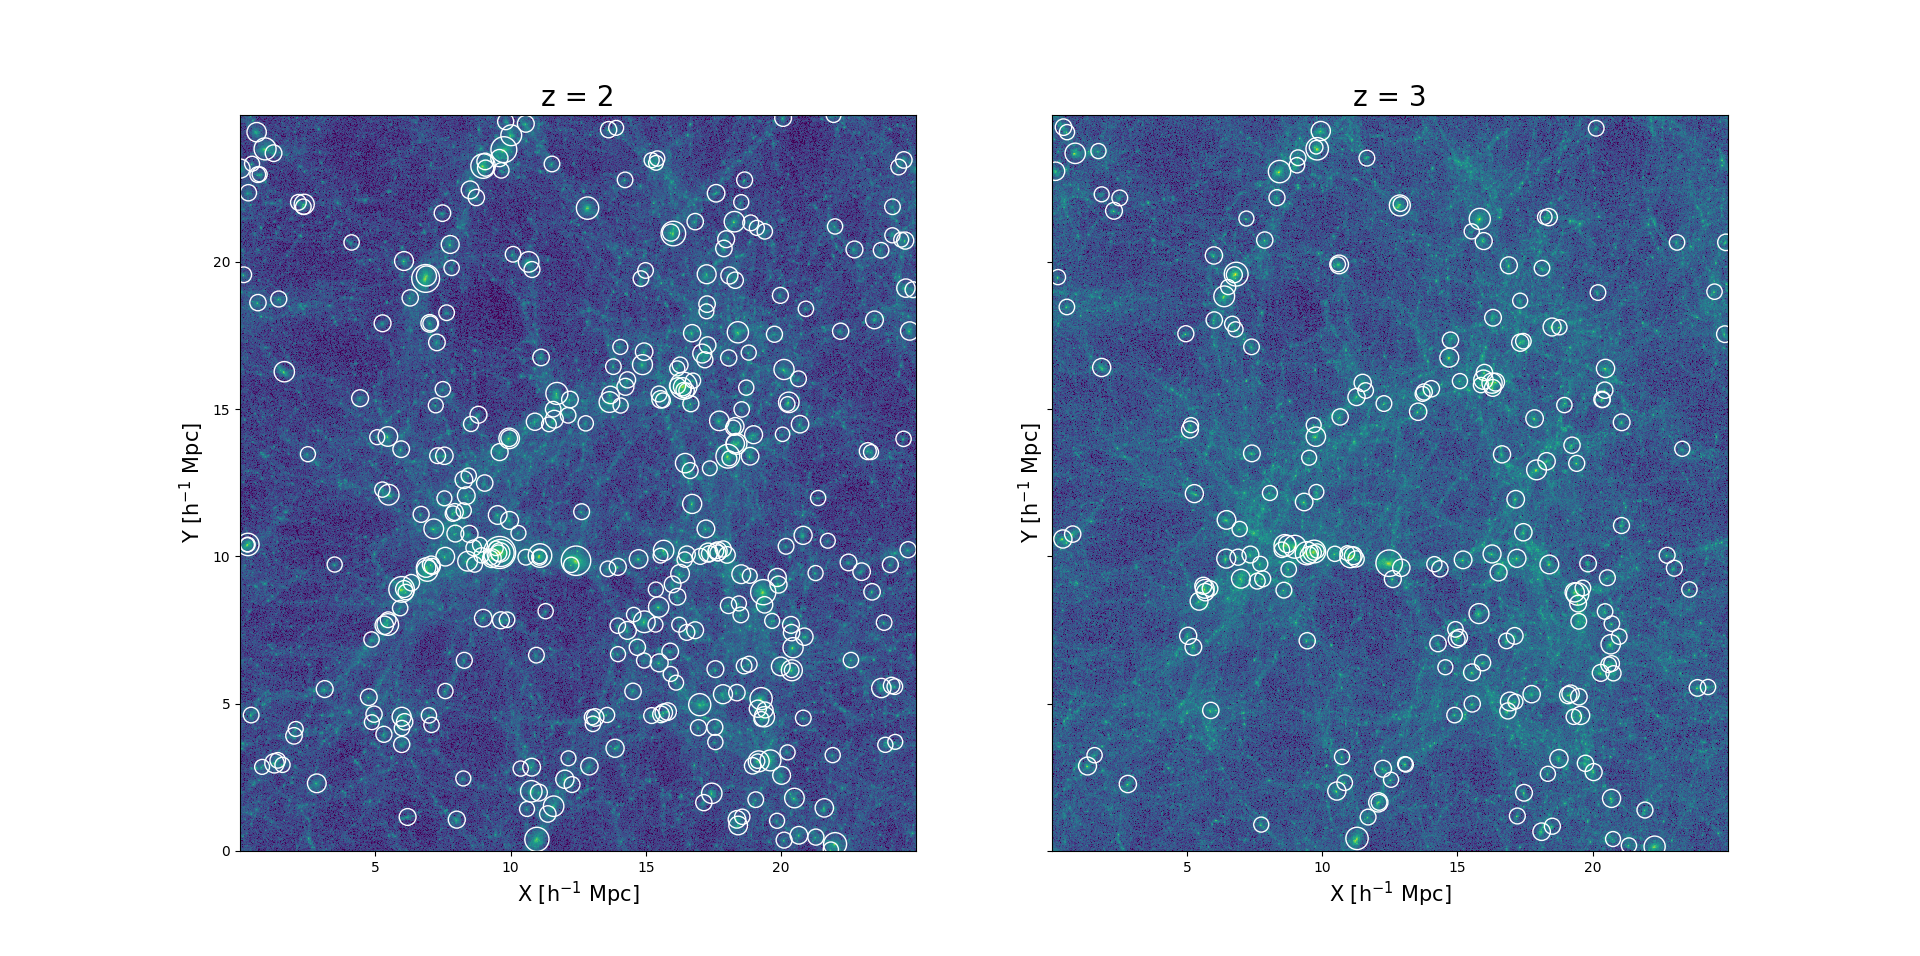 z = 2
z = 3
20
15
10
5
0
Y [h⁻¹ Mpc]
5 10 15 20
X [h⁻¹ Mpc]
Y [h⁻¹ Mpc]
5 10 15 20
X [h⁻¹ Mpc]